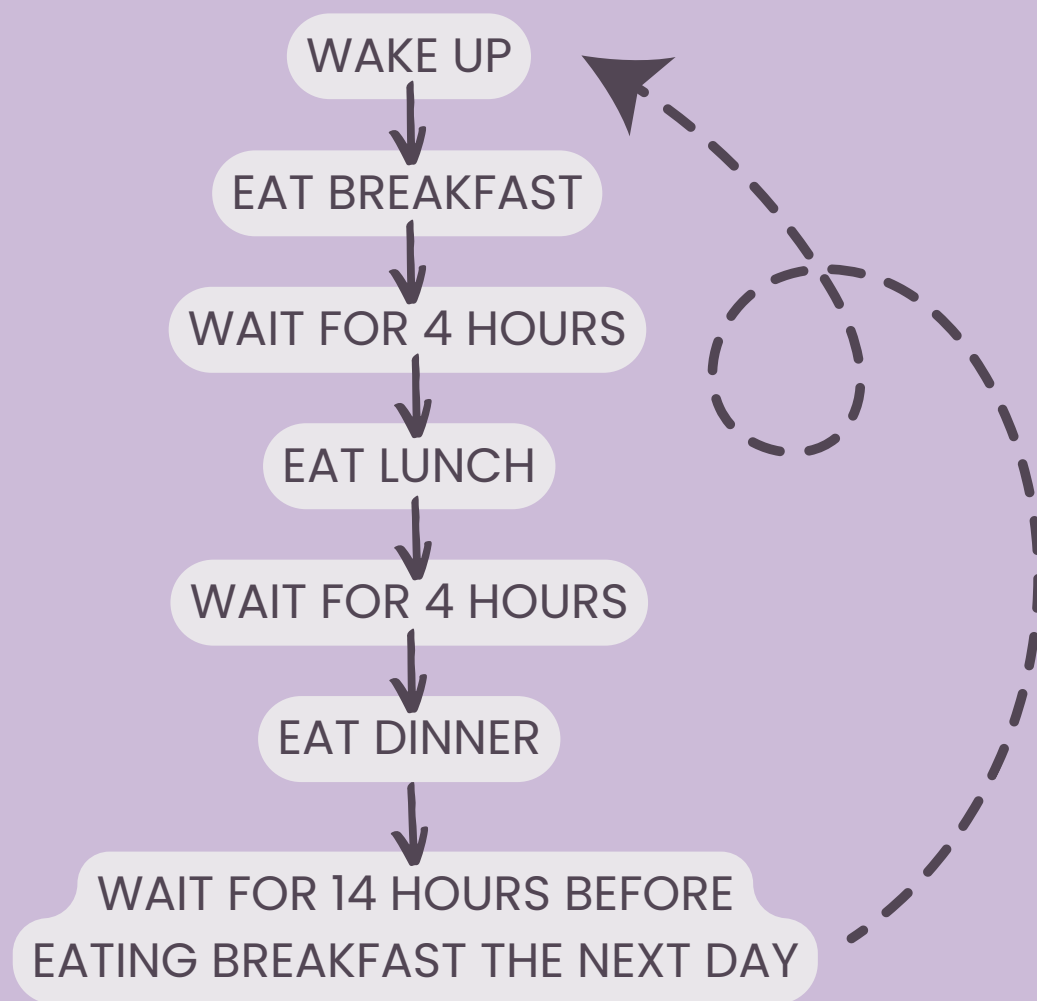 WAKE UP
EAT BREAKFAST
WAIT FOR 4 HOURS
EAT LUNCH
WAIT FOR 4 HOURS
EAT DINNER
WAIT FOR 14 HOURS BEFORE
EATING BREAKFAST THE NEXT DAY